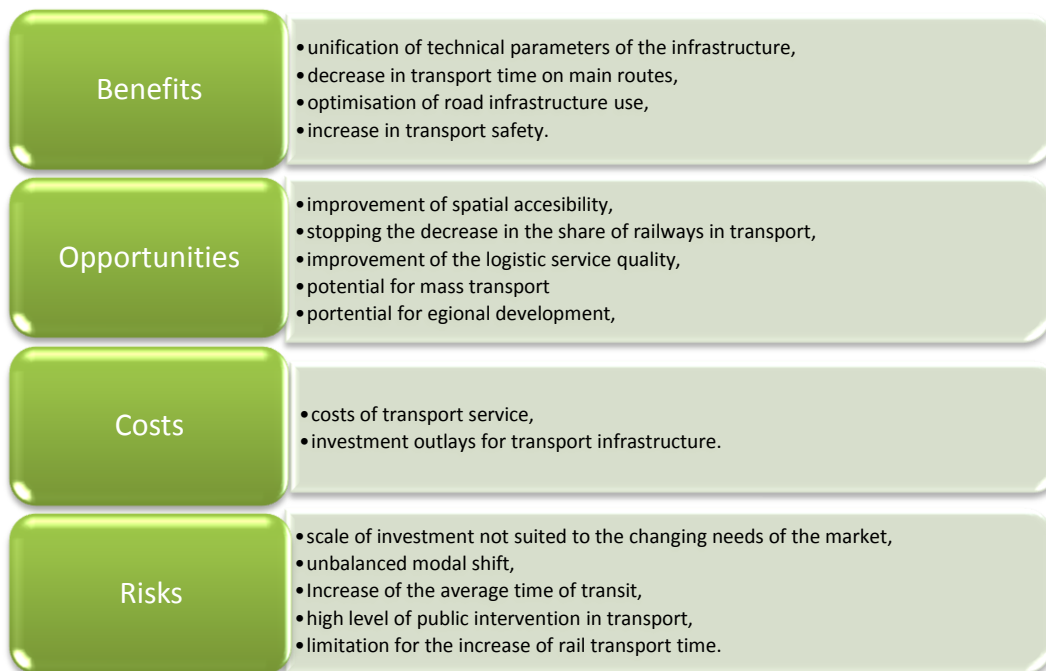 Benefits
•unification of technical parameters of the infrastructure,
•decrease in transport time on main routes,
•optimisation of road infrastructure use,
•increase in transport safety.
Opportunities
•improvement of spatial accesibility,
•stopping the decrease in the share of railways in transport,
•improvement of the logistic service quality,
•potential for mass transport
•portential for egional development,
Costs
•costs of transport service,
•investment outlays for transport infrastructure.
Risks
•scale of investment not suited to the changing needs of the market,
•unbalanced modal shift,
•Increase of the average time of transit,
•high level of public intervention in transport,
•limitation for the increase of rail transport time.